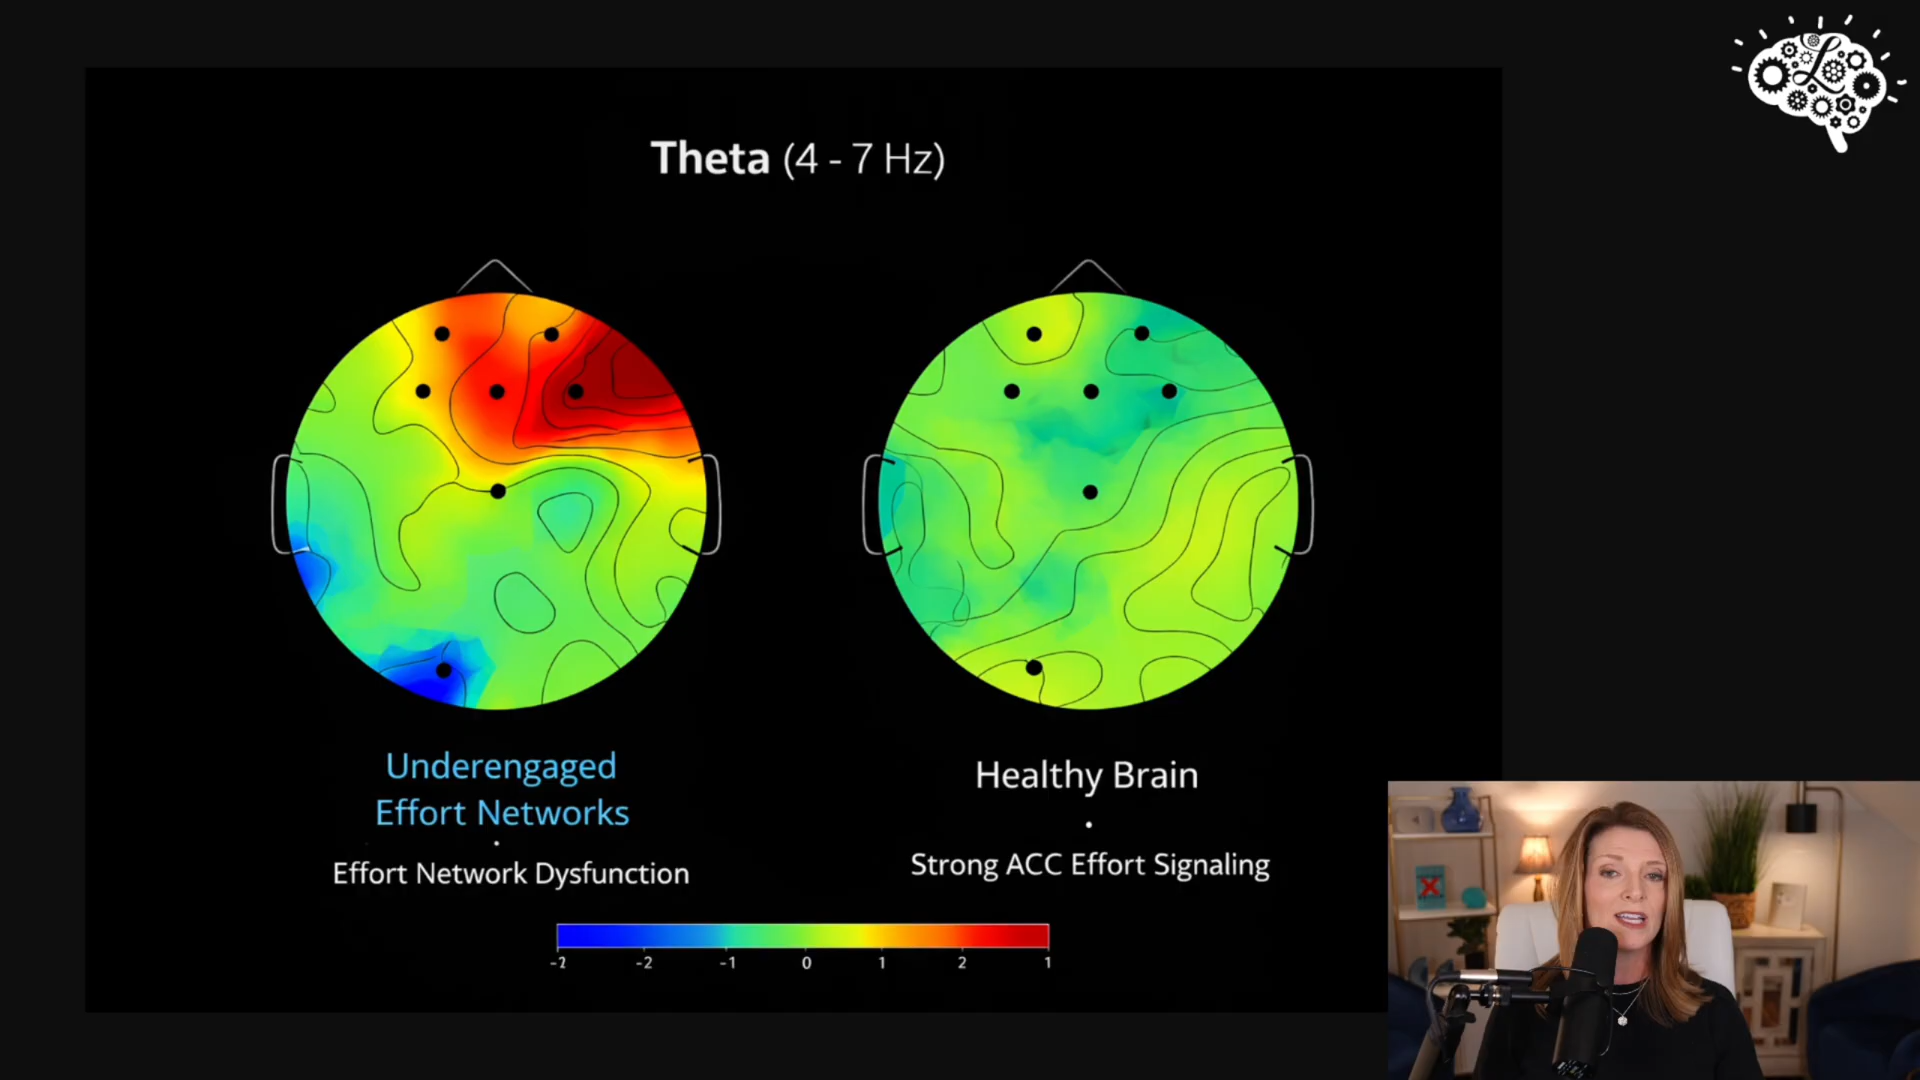 Theta (4 - 7 Hz)
Underengaged
Effort Networks
Effort Network Dysfunction
Healthy Brain
Strong ACC Effort Signaling
-2 -1 0 1 2 1